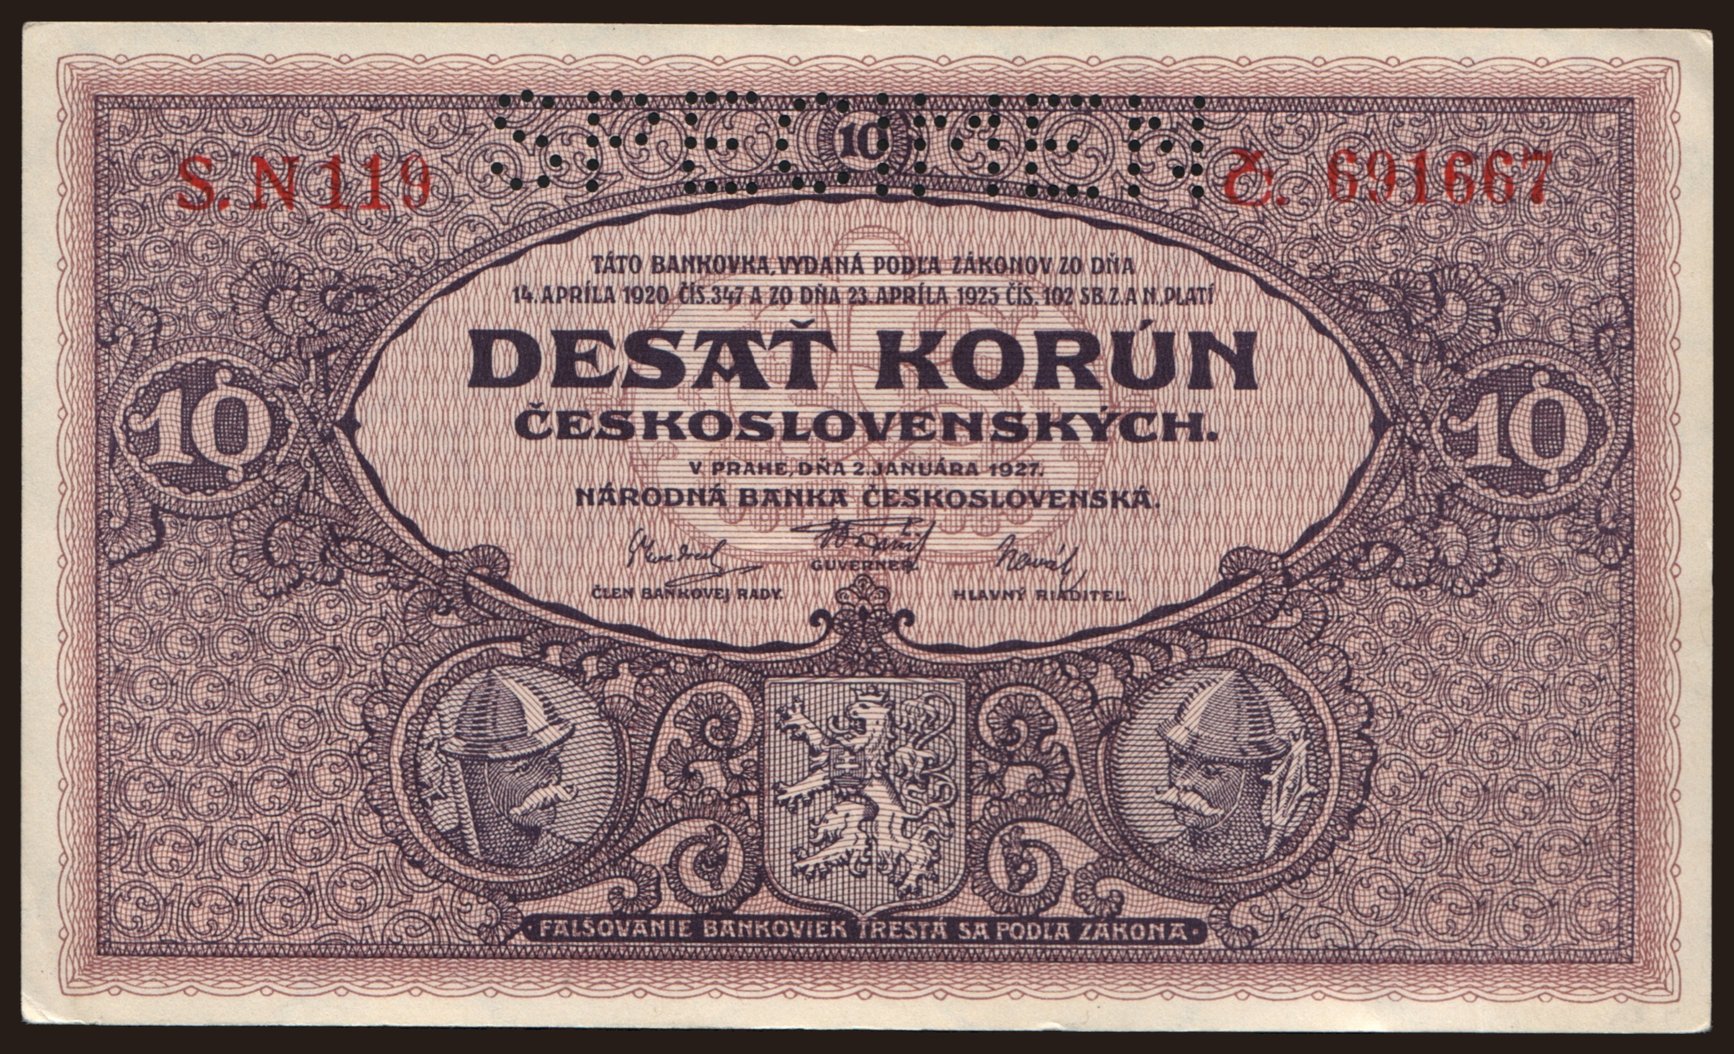 SPECIMEN
10
S. N 119
Č. 691667
TÁTO BANKOVKA, VYDANÁ PODĽA ZÁKONOV ZO DŇA
14. APRÍLA 1920 ČÍS. 347 A ZO DŇA 23. APRÍLA 1925 ČÍS. 102 SB. Z. A N. PLATÍ
DESAŤ KORÚN
ČESKOSLOVENSKÝCH.
10
10
V PRAHE, DŇA 2. JANUÁRA 1927.
NÁRODNÁ BANKA ČESKOSLOVENSKÁ.
GUVERNER.
ČLEN BANKOVEJ RADY.
HLAVNÝ RIADITEĽ.
FALŠOVANIE BANKOVIEK TRESTÁ SA PODĽA ZÁKONA